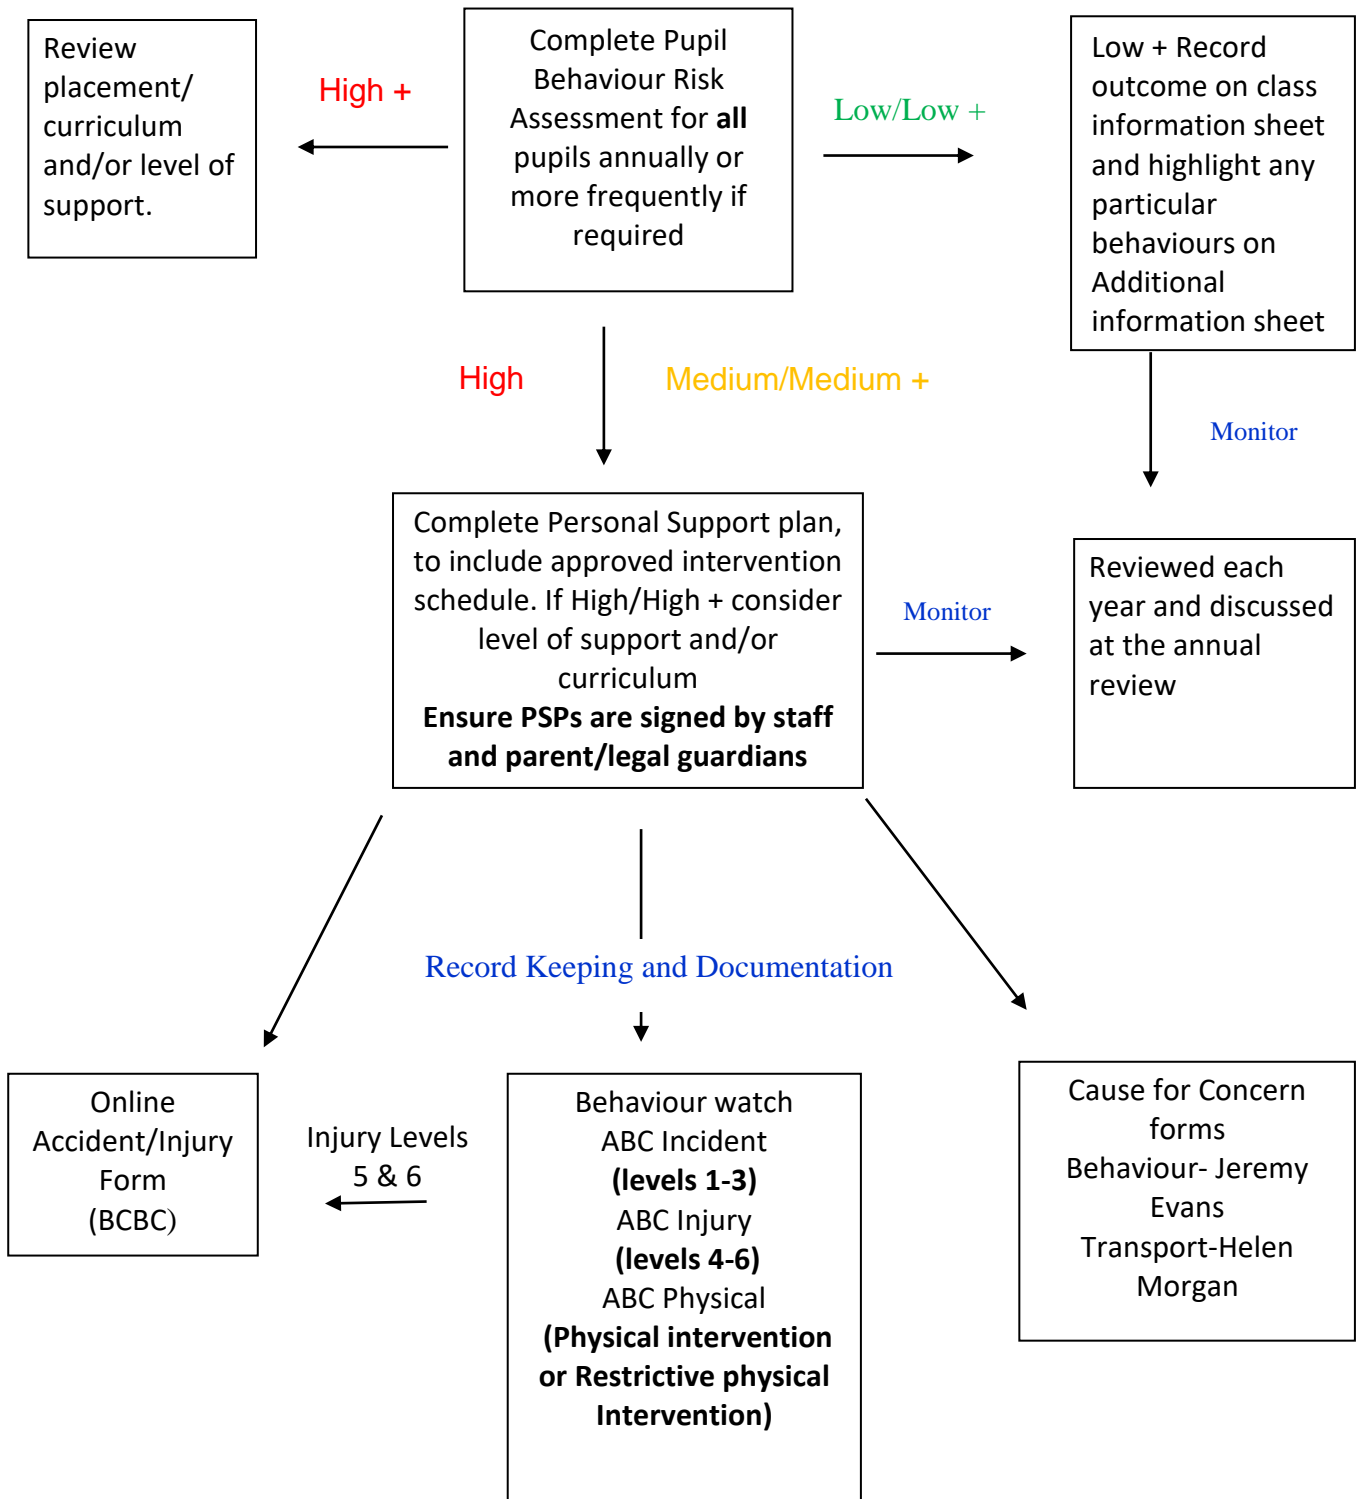 Review
placement/
curriculum
and/or level of
support.
High +
Complete Pupil
Behaviour Risk
Assessment for all
pupils annually or
more frequently if
required
Low/Low +
Low + Record
outcome on class
information sheet
and highlight any
particular
behaviours on
Additional
information sheet
High
Medium/Medium +
Monitor
Complete Personal Support plan,
to include approved intervention
schedule. If High/High + consider
level of support and/or
curriculum
Ensure PSPs are signed by staff
and parent/legal guardians
Monitor
Reviewed each
year and discussed
at the annual
review
Record Keeping and Documentation
Online
Accident/Injury
Form
(BCBC)
Injury Levels
5 & 6
Behaviour watch
ABC Incident
(levels 1-3)
ABC Injury
(levels 4-6)
ABC Physical
(Physical intervention
or Restrictive physical
Intervention)
Cause for Concern
forms
Behaviour- Jeremy
Evans
Transport-Helen
Morgan